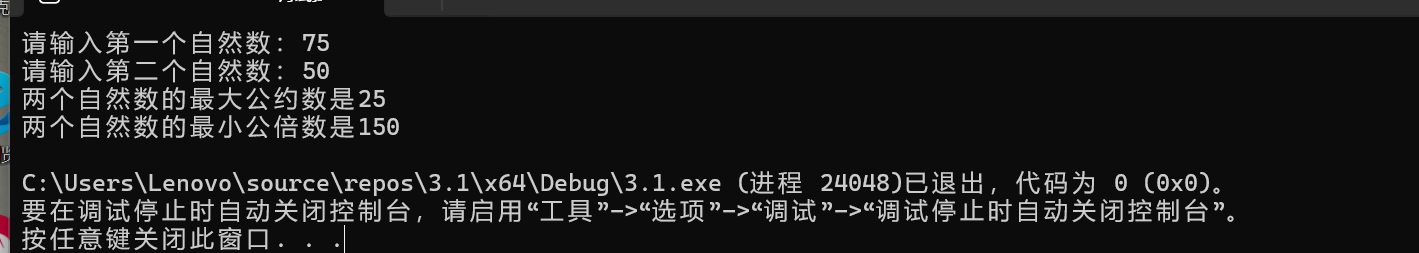 请输入第一个自然数：75
请输入第二个自然数：50
两个自然数的最大公约数是25
两个自然数的最小公倍数是150
C:\Users\Lenovo\source\repos\3.1\x64\Debug\3.1.exe (进程 24048)已退出，代码为 0 (0x0)。
要在调试停止时自动关闭控制台，请启用“工具”->“选项”->“调试”->“调试停止时自动关闭控制台”。
按任意键关闭此窗口. . .